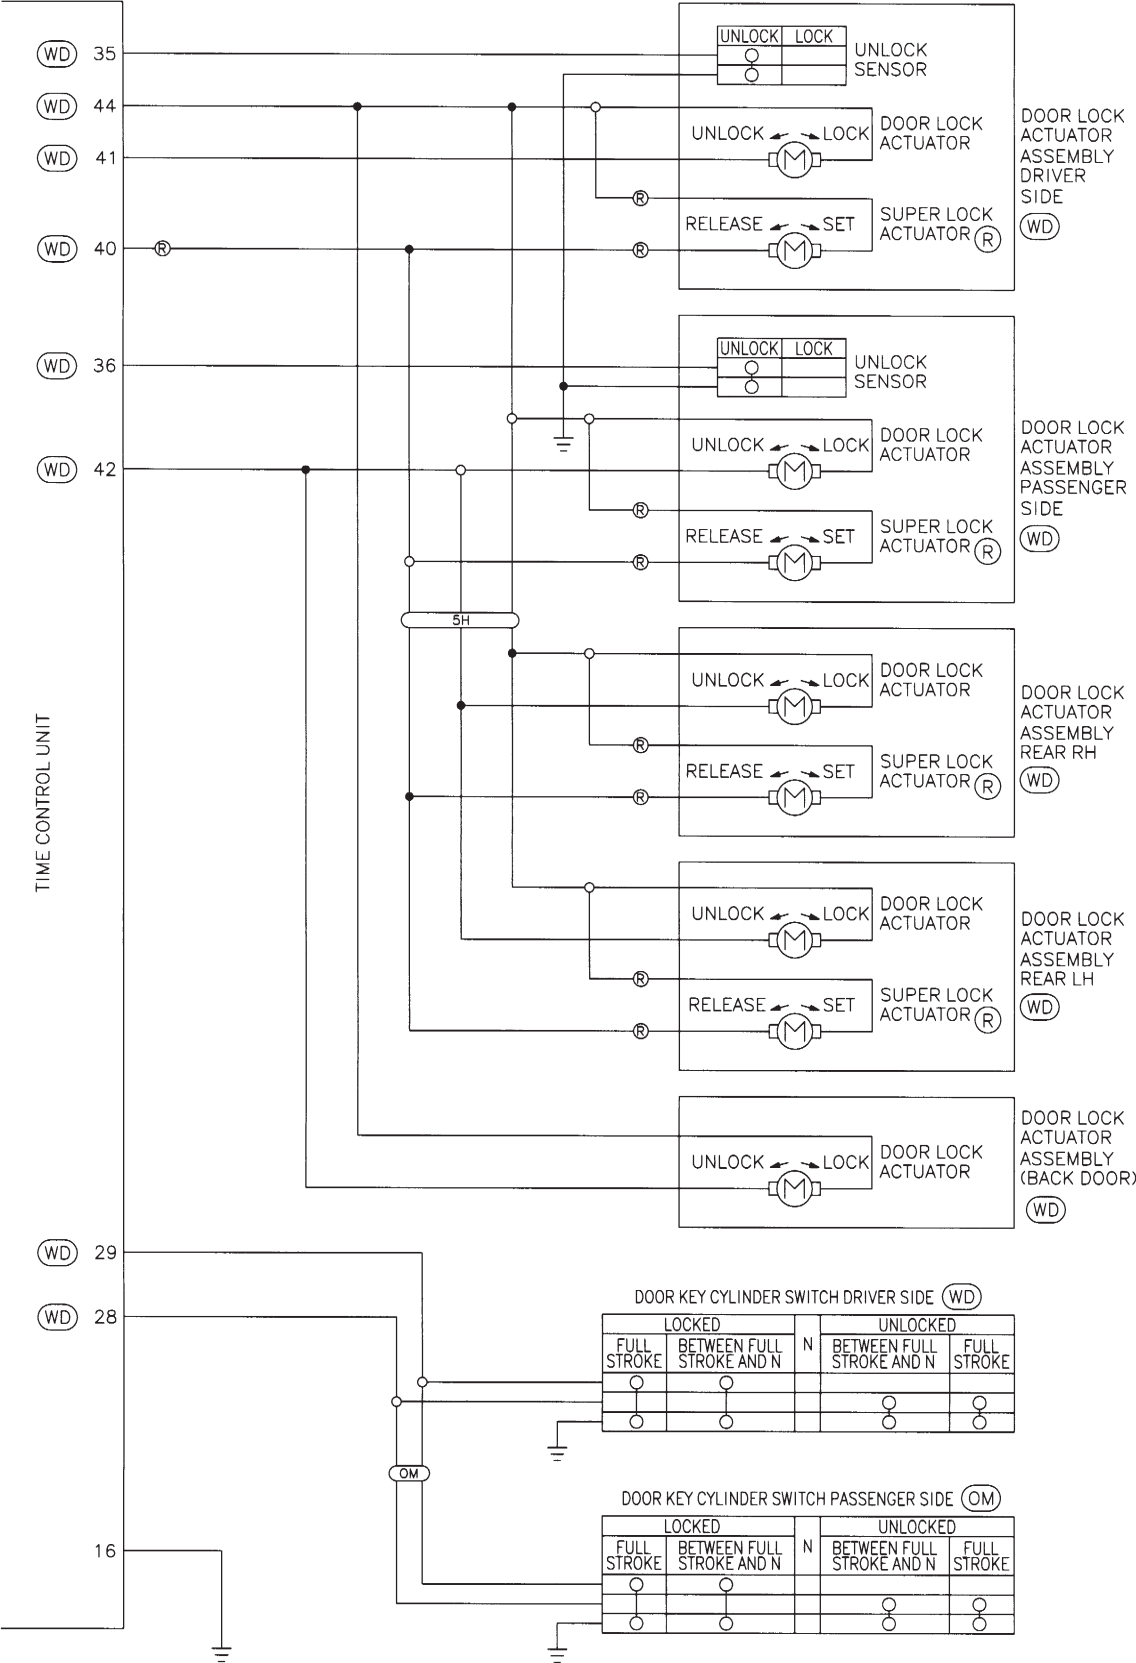 WD 35
WD 44
WD 41
WD 40 R
WD 36
WD 42
WD 29
WD 28
16
TIME CONTROL UNIT
5H
OM
UNLOCK LOCK
UNLOCK
SENSOR
UNLOCK LOCK
DOOR LOCK
ACTUATOR
M
R
RELEASE SET
SUPER LOCK
ACTUATOR R
R
M
DOOR LOCK
ACTUATOR
ASSEMBLY
DRIVER
SIDE
WD
UNLOCK LOCK
UNLOCK
SENSOR
UNLOCK LOCK
DOOR LOCK
ACTUATOR
M
R
RELEASE SET
SUPER LOCK
ACTUATOR R
R
M
DOOR LOCK
ACTUATOR
ASSEMBLY
PASSENGER
SIDE
WD
UNLOCK LOCK
DOOR LOCK
ACTUATOR
M
R
RELEASE SET
SUPER LOCK
ACTUATOR R
R
M
DOOR LOCK
ACTUATOR
ASSEMBLY
REAR RH
WD
UNLOCK LOCK
DOOR LOCK
ACTUATOR
M
R
RELEASE SET
SUPER LOCK
ACTUATOR R
R
M
DOOR LOCK
ACTUATOR
ASSEMBLY
REAR LH
WD
UNLOCK LOCK
DOOR LOCK
ACTUATOR
M
DOOR LOCK
ACTUATOR
ASSEMBLY
(BACK DOOR)
WD
DOOR KEY CYLINDER SWITCH DRIVER SIDE WD
LOCKED N UNLOCKED
FULL BETWEEN FULL BETWEEN FULL FULL
STROKE STROKE AND N STROKE AND N STROKE
DOOR KEY CYLINDER SWITCH PASSENGER SIDE OM
LOCKED N UNLOCKED
FULL BETWEEN FULL BETWEEN FULL FULL
STROKE STROKE AND N STROKE AND N STROKE